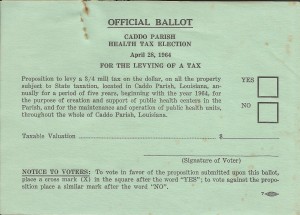 OFFICIAL BALLOT
CADDO PARISH
HEALTH TAX ELECTION
April 28, 1964
FOR THE LEVYING OF A TAX
Proposition to levy a 3/4 mill tax on the dollar, on all the property
subject to State taxation, located in Caddo Parish, Louisiana, an-
nually for a period of five years, beginning with the year 1964, for
the purpose of creation and support of public health centers in the
Parish, and for the maintenance and operation of public health units,
throughout the whole of Caddo Parish, Louisiana.
YES
NO
Taxable Valuation $
(Signature of Voter)
NOTICE TO VOTERS: To vote in favor of the proposition submitted upon this ballot,
place a cross mark (X) in the square after the word "YES"; to vote against the propo-
sition place a similar mark after the word "NO".